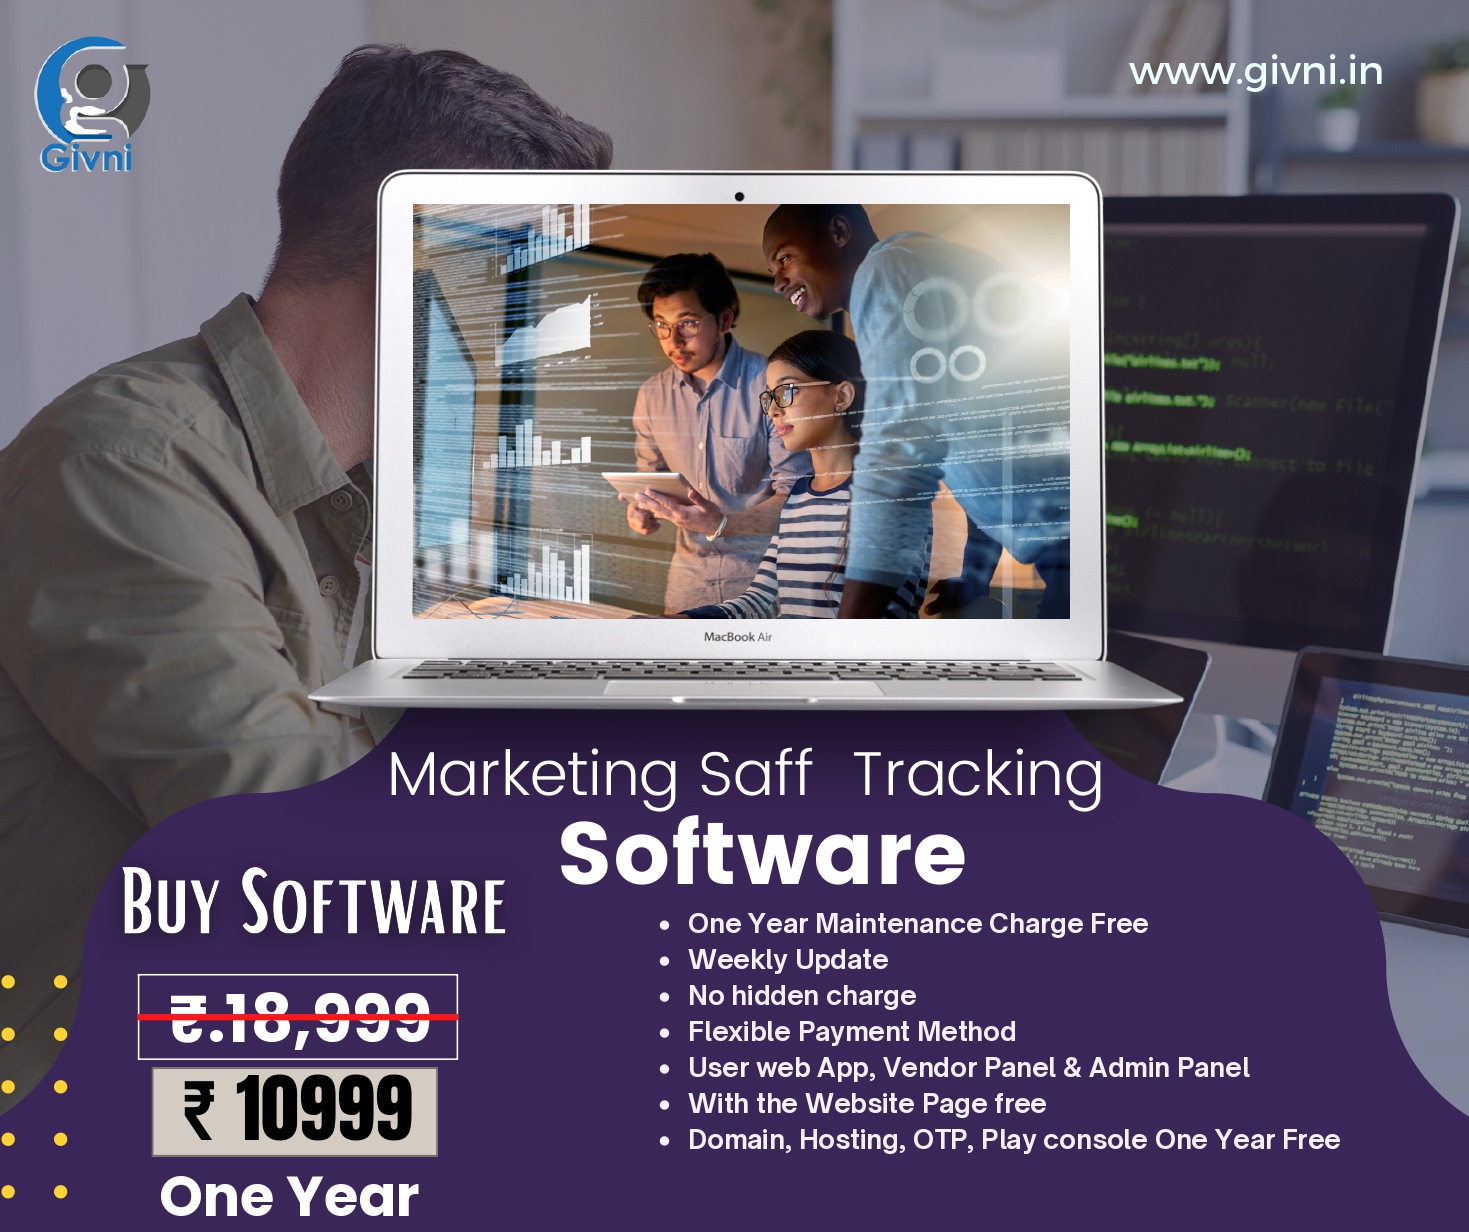 Givni
www.givni.in
MacBook Air
Marketing Saff Tracking
Software
BUY SOFTWARE
₹.18,999
₹ 10999
One Year
One Year Maintenance Charge Free
Weekly Update
No hidden charge
Flexible Payment Method
User web App, Vendor Panel & Admin Panel
With the Website Page free
Domain, Hosting, OTP, Play console One Year Free